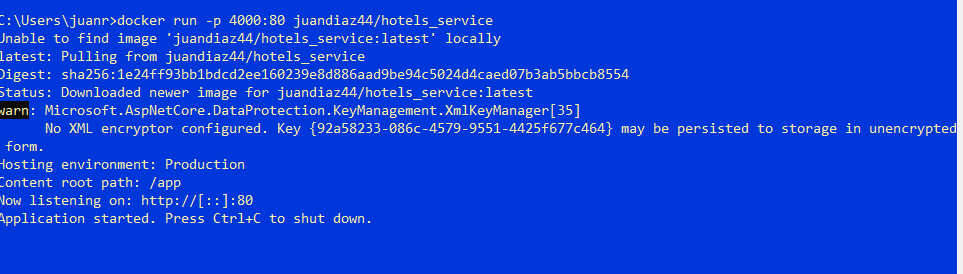 C:\Users\juanr>docker run -p 4000:80 juandiaz44/hotels_service
Unable to find image 'juandiaz44/hotels_service:latest' locally
latest: Pulling from juandiaz44/hotels_service
Digest: sha256:1e24ff93bb1bdcd2ee160239e8d886aad9be94c5024d4caed07b3ab5bbcb8554
Status: Downloaded newer image for juandiaz44/hotels_service:latest
warn: Microsoft.AspNetCore.DataProtection.KeyManagement.XmlKeyManager[35]
No XML encryptor configured. Key {92a58233-086c-4579-9551-4425f677c464} may be persisted to storage in unencrypted
form.
Hosting environment: Production
Content root path: /app
Now listening on: http://[::]:80
Application started. Press Ctrl+C to shut down.